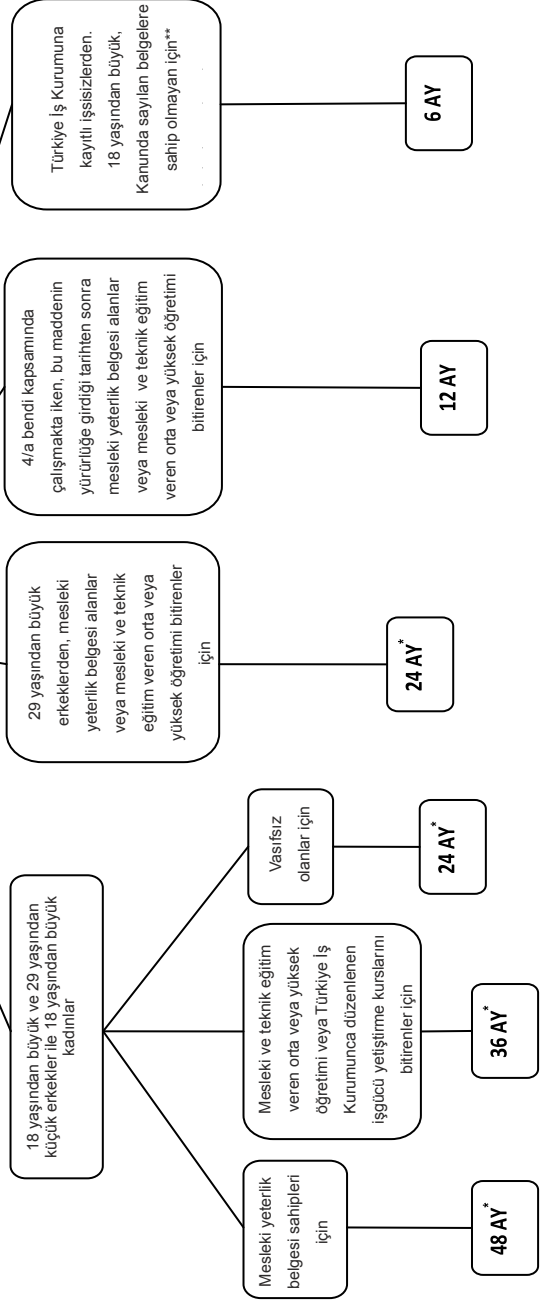 18 yaşından büyük ve 29 yaşından
küçük erkekler ile 18 yaşından büyük
kadınlar
Mesleki yeterlik
belgesi sahipleri
için
48 AY*
Mesleki ve teknik eğitim
veren orta veya yüksek
öğretimi veya Türkiye İş
Kurumunca düzenlenen
işgücü yetiştirme kurslarını
bitirenler için
36 AY*
Vasıfsız
olanlar için
24 AY*
29 yaşından büyük
erkeklerden, mesleki
yeterlik belgesi alanlar
veya mesleki ve teknik
eğitim veren orta veya
yüksek öğretimi bitirenler
için
24 AY*
4/a bendi kapsamında
çalışmakta iken, bu maddenin
yürürlüğe girdiği tarihten sonra
mesleki yeterlik belgesi alanlar
veya mesleki ve teknik eğitim
veren orta veya yüksek öğretimi
bitirenler için
12 AY
Türkiye İş Kurumuna
kayıtlı işsisizlerden.
18 yaşından büyük,
Kanunda sayılan belgelere
sahip olmayan için**
6 AY